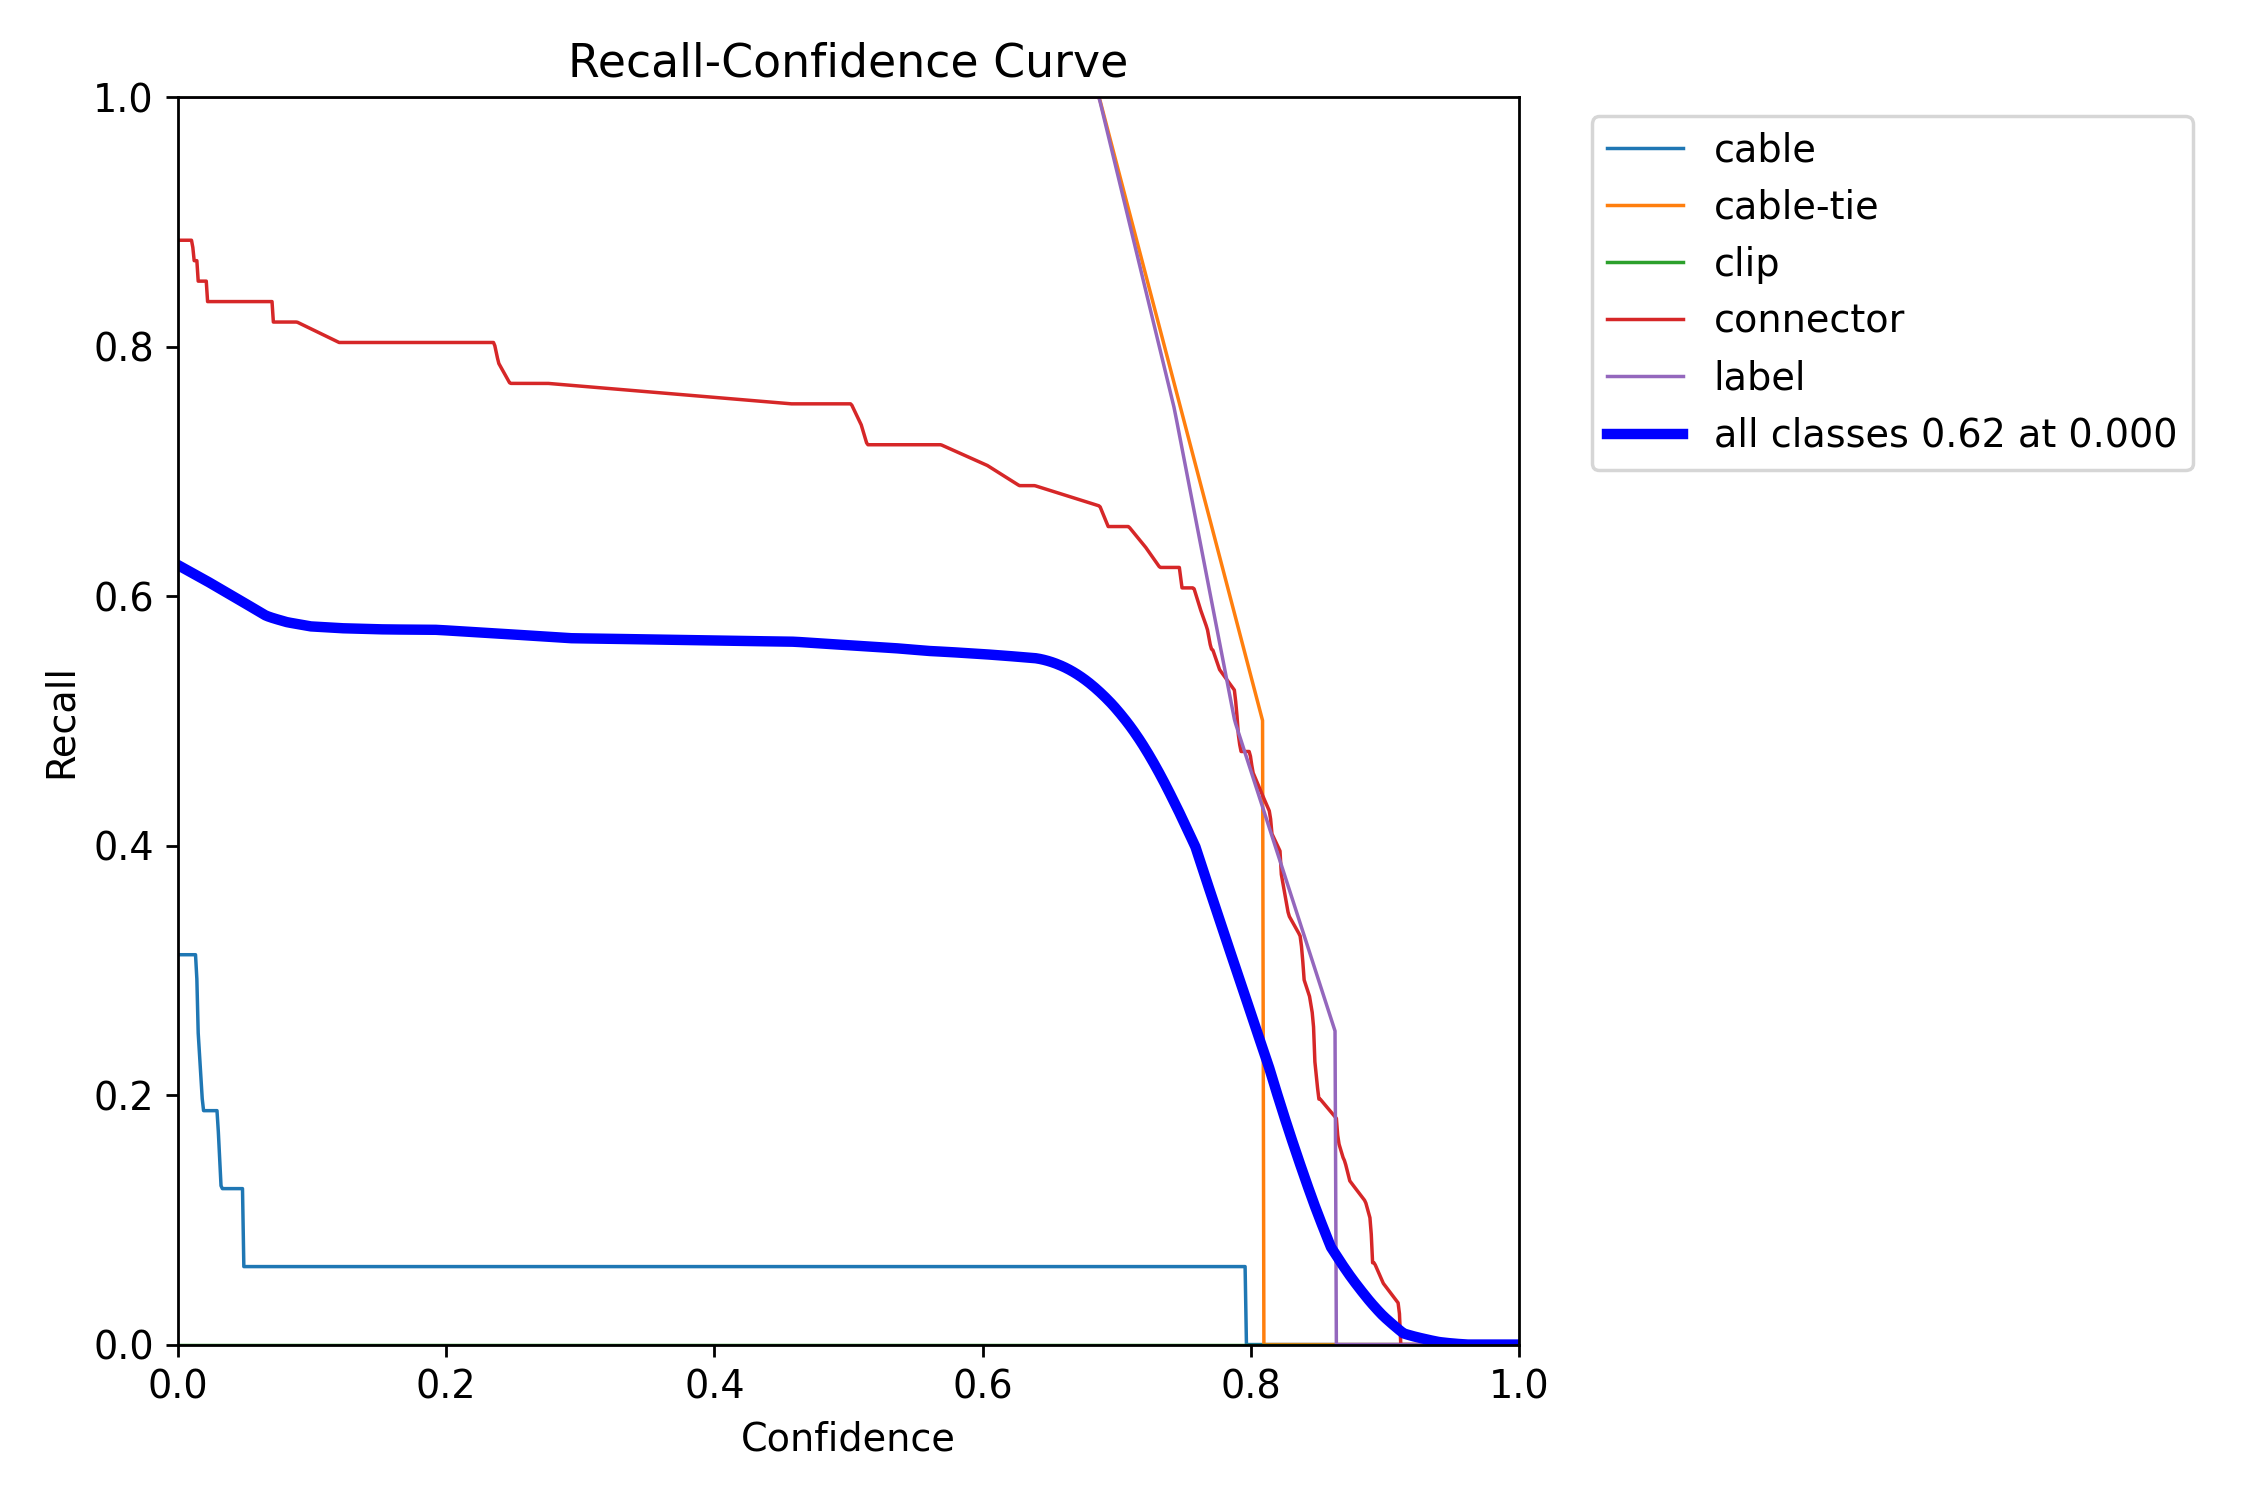 Recall-Confidence Curve
1.0
0.8
0.6
0.4
0.2
0.0
Recall
0.0 0.2 0.4 0.6 0.8 1.0
Confidence
cable
cable-tie
clip
connector
label
all classes 0.62 at 0.000